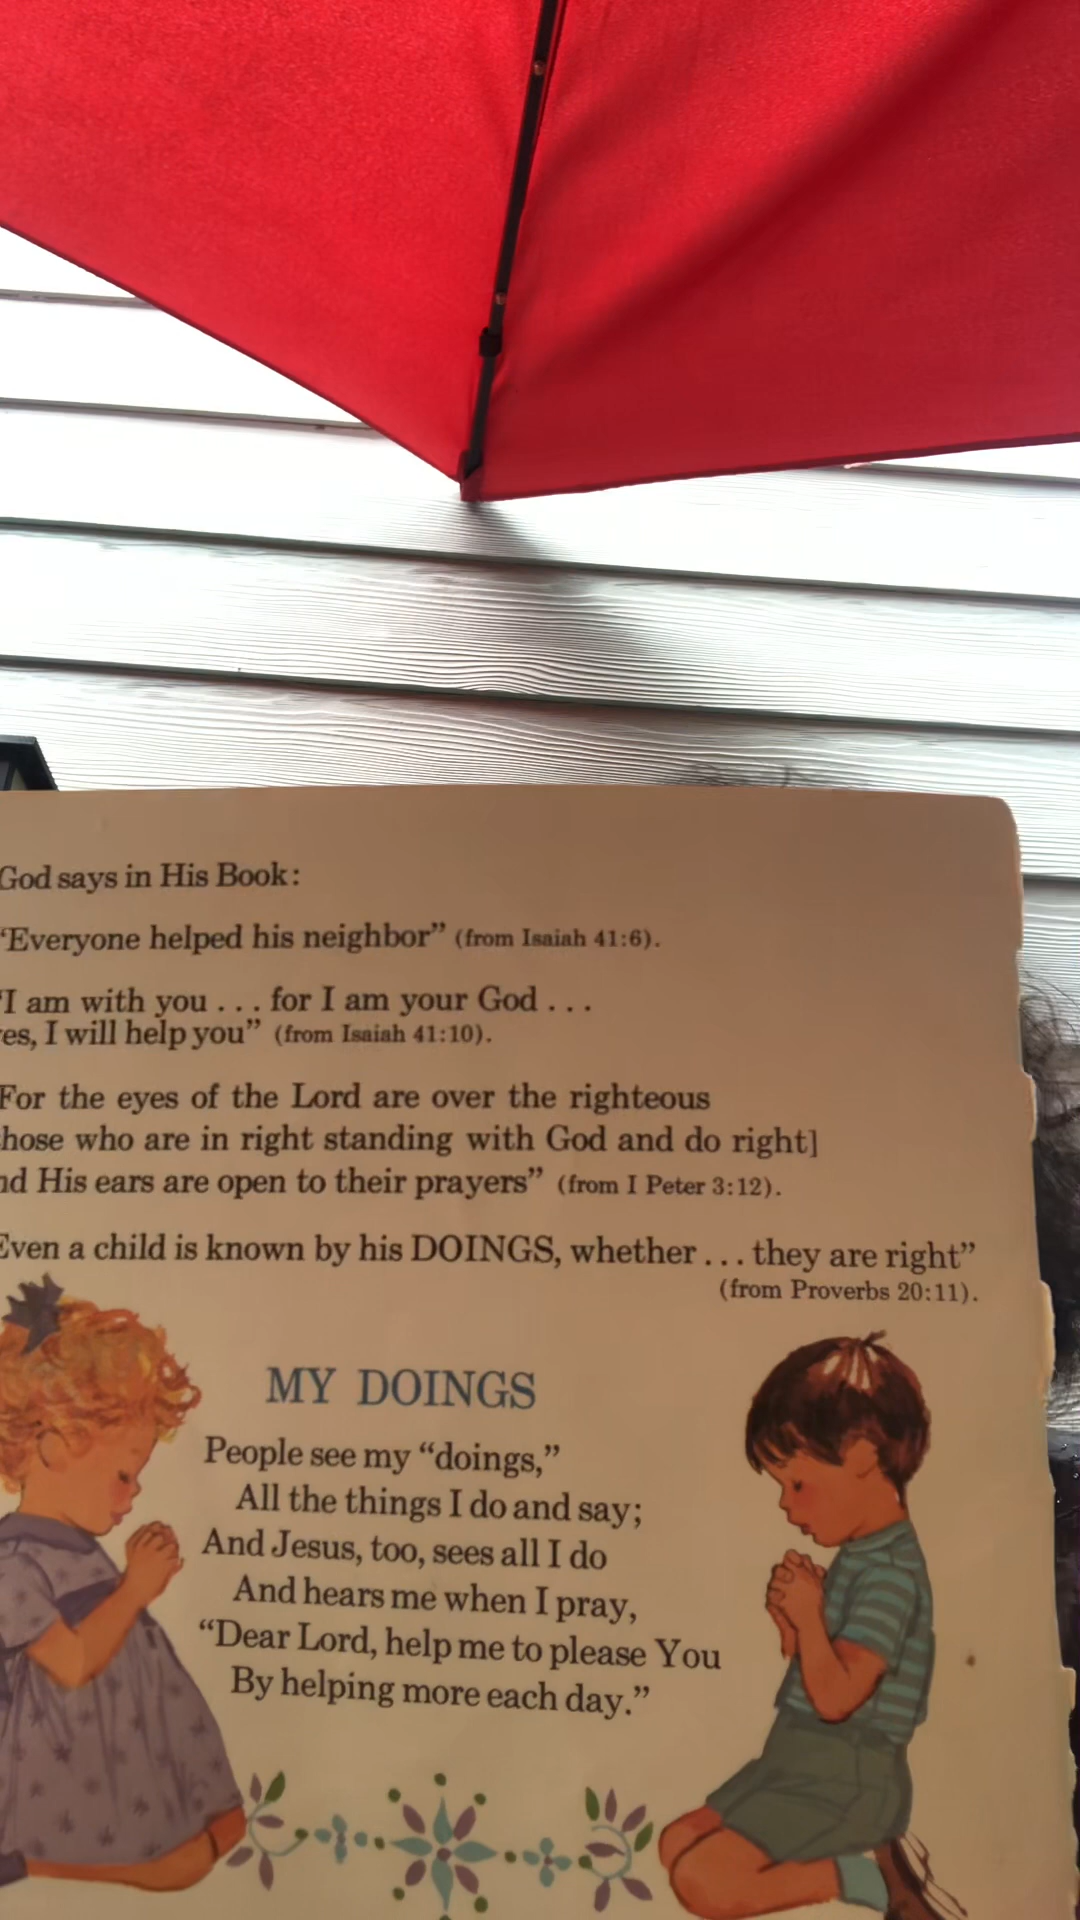 God says in His Book:
"Everyone helped his neighbor" (from Isaiah 41:6).
"I am with you . . . for I am your God . . .
es, I will help you" (from Isaiah 41:10).
For the eyes of the Lord are over the righteous
hose who are in right standing with God and do right]
nd His ears are open to their prayers" (from I Peter 3:12).
Even a child is known by his DOINGS, whether . . . they are right"
(from Proverbs 20:11).
MY DOINGS
People see my "doings,"
All the things I do and say;
And Jesus, too, sees all I do
And hears me when I pray,
"Dear Lord, help me to please You
By helping more each day."